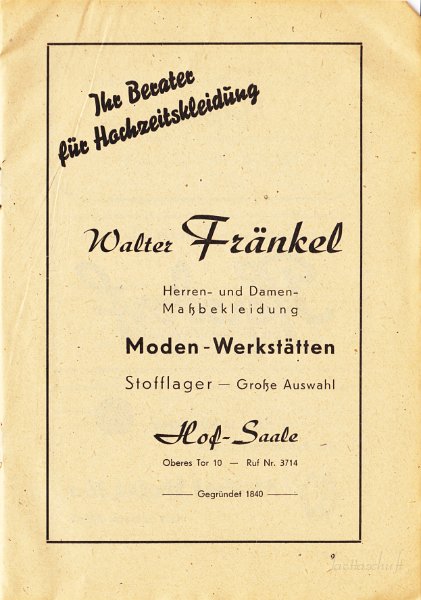 Ihr Berater
für Hochzeitskleidung
Walter Fränkel
Herren- und Damen-
Maßbekleidung
Moden-Werkstätten
Stofflager – Große Auswahl
Hof-Saale
Oberes Tor 10 — Ruf Nr. 3714
Gegründet 1840
9